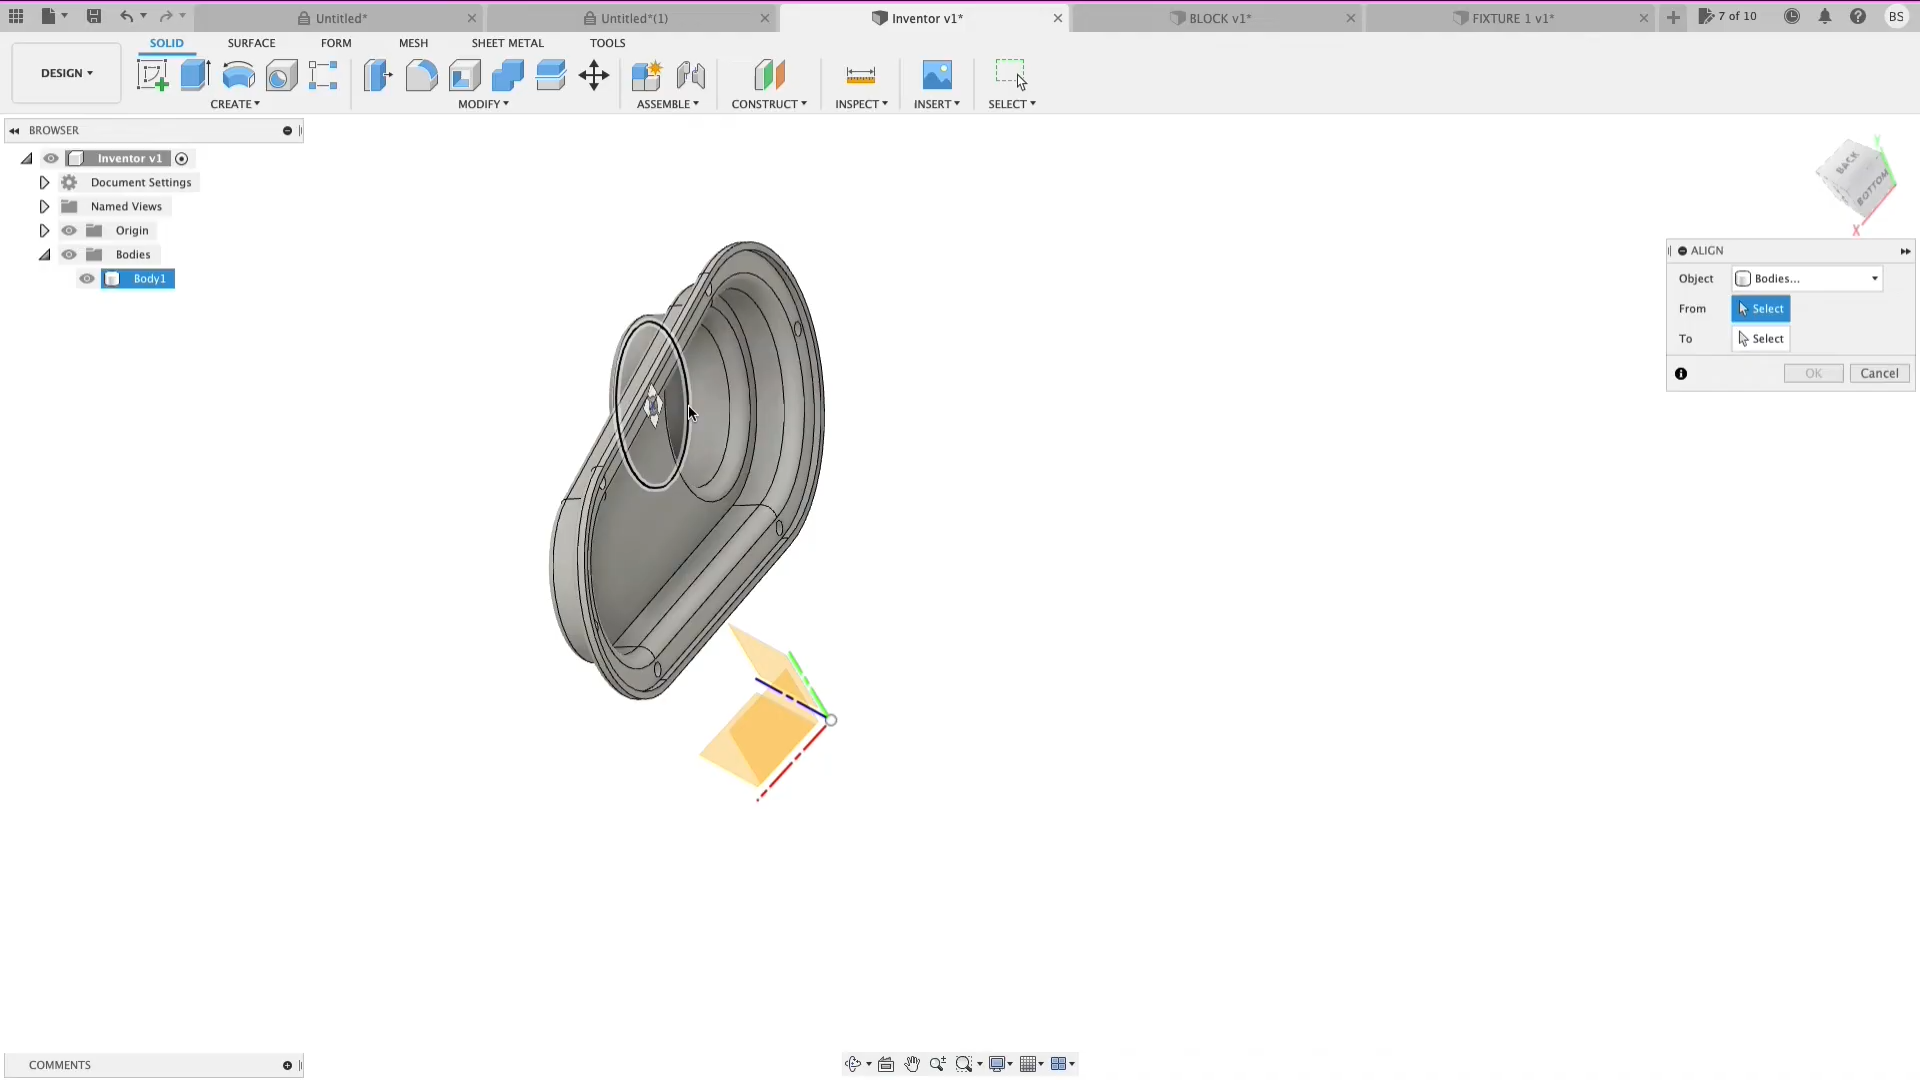 Untitled*
Untitled*(1)
Inventor v1*
BLOCK v1*
FIXTURE 1 v1*
7 of 10
BS
DESIGN
SOLID
SURFACE
FORM
MESH
SHEET METAL
TOOLS
CREATE
MODIFY
ASSEMBLE
CONSTRUCT
INSPECT
INSERT
SELECT
BROWSER
Inventor v1
Document Settings
Named Views
Origin
Bodies
Body1
Y
BACK
BOTTOM
X
ALIGN
Object Bodies...
From Select
To Select
OK Cancel
COMMENTS